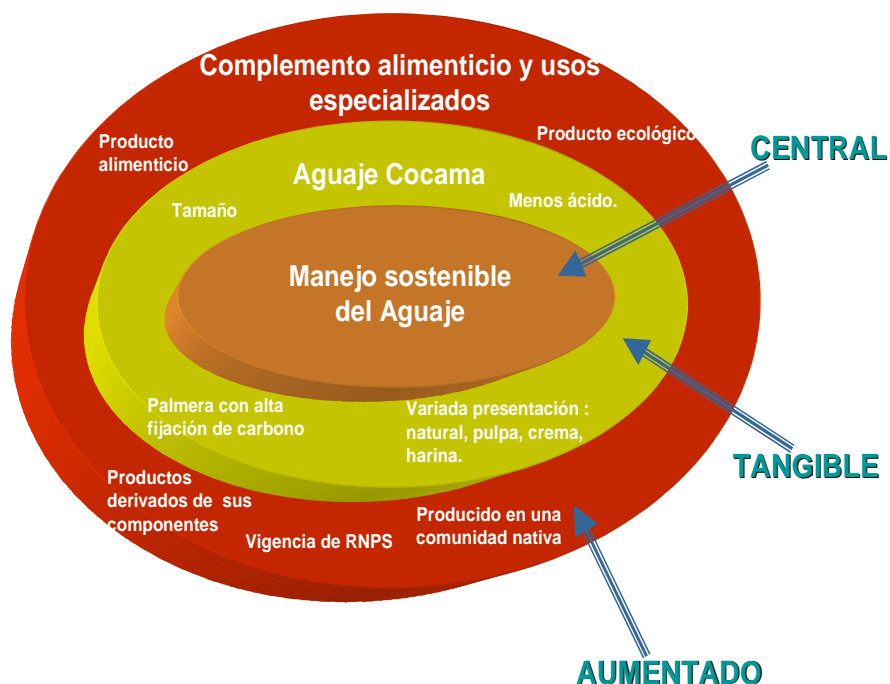 Complemento alimenticio y usos
especializados
Producto
alimenticio
Producto ecológico
CENTRAL
Aguaje Cocama
Tamaño
Menos ácido.
Manejo sostenible
del Aguaje
Palmera con alta
fijación de carbono
Variada presentación :
natural, pulpa, crema,
harina.
TANGIBLE
Productos
derivados de sus
componentes
Vigencia de RNPS
Producido en una
comunidad nativa
AUMENTADO